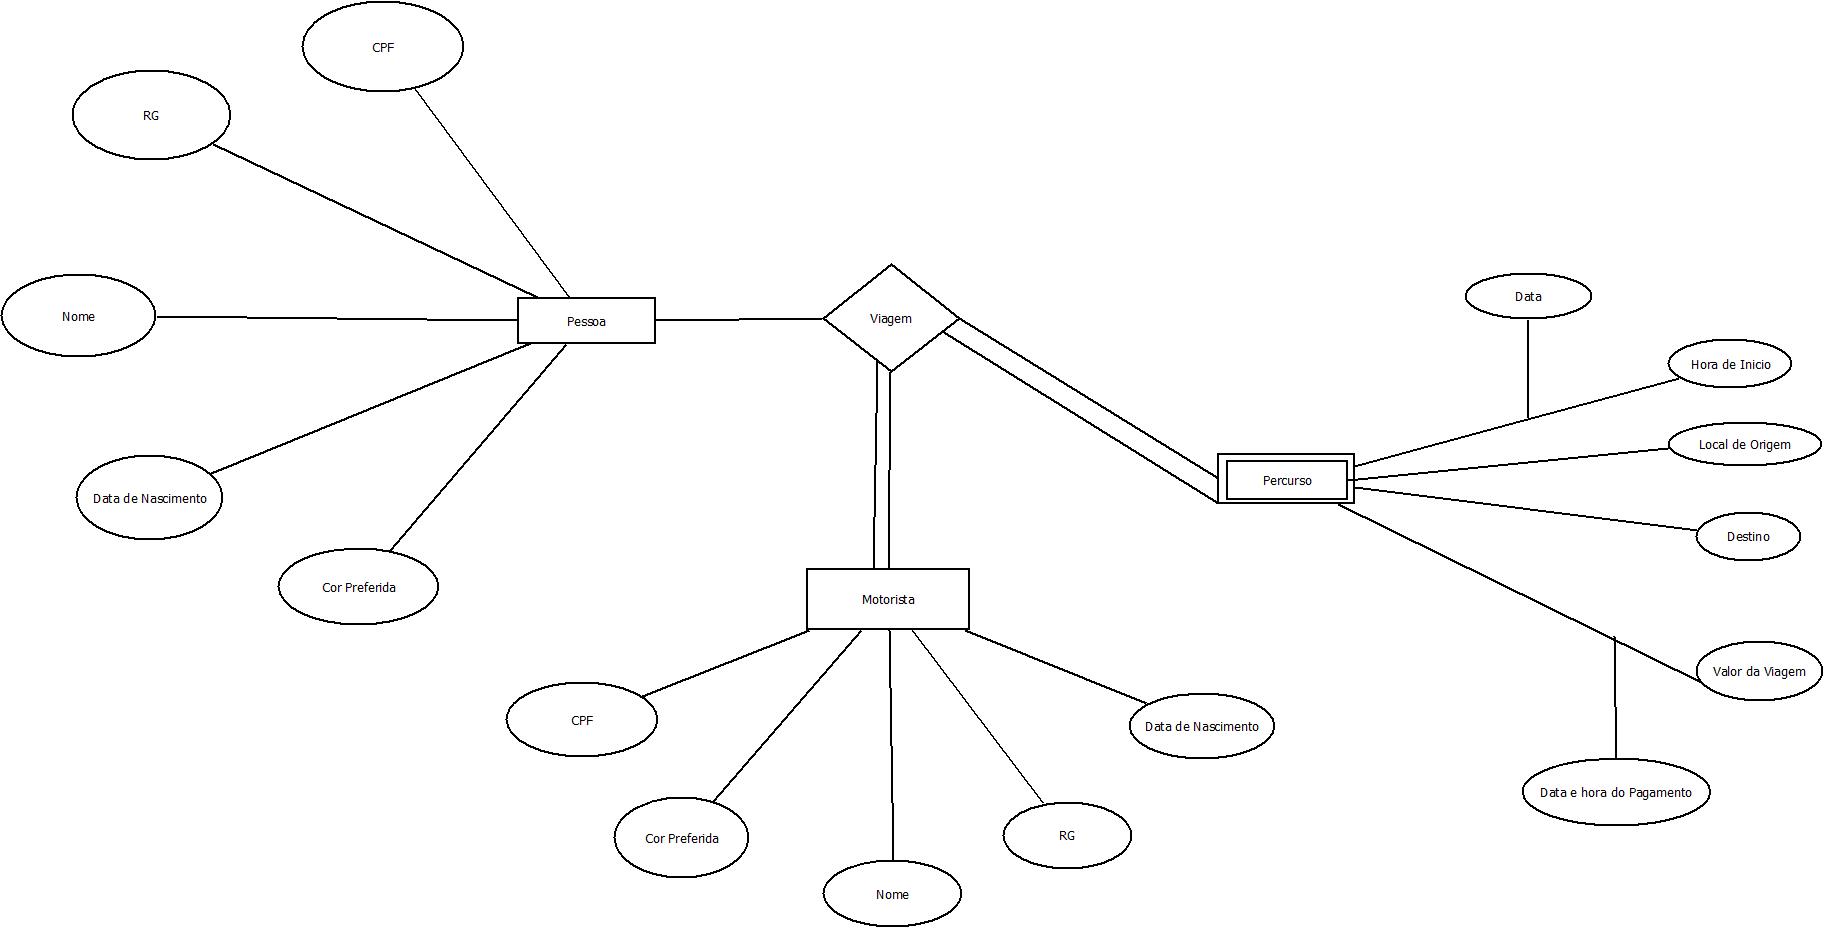 CPF
RG
Nome
Pessoa
Viagem
Data
Hora de Inicio
Local de Origem
Percurso
Destino
Data de Nascimento
Cor Preferida
Motorista
Valor da Viagem
CPF
Data de Nascimento
Data e hora do Pagamento
Cor Preferida
RG
Nome